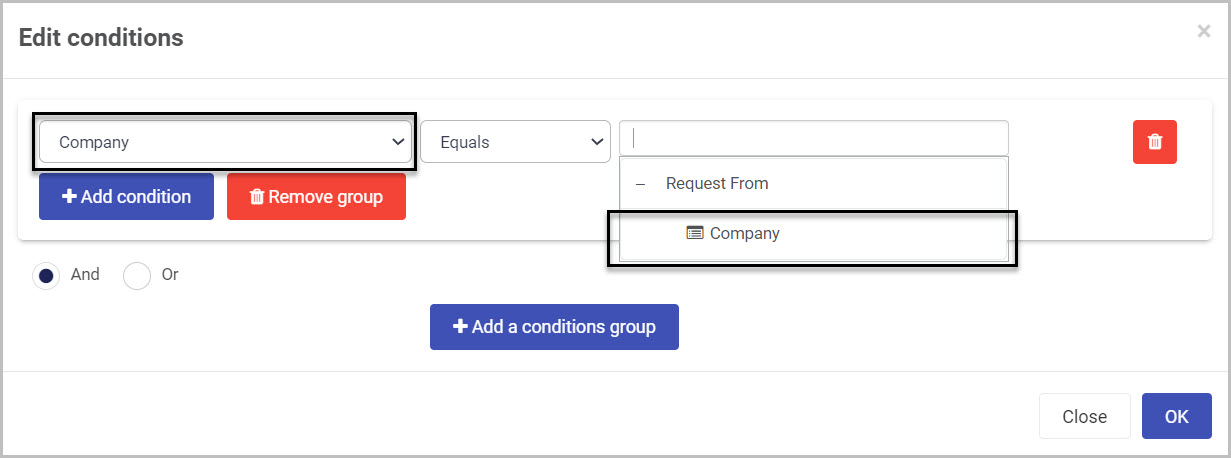 Edit conditions
×
Company
Equals
Add condition
Remove group
– Request From
Company
And
Or
Add a conditions group
Close
OK